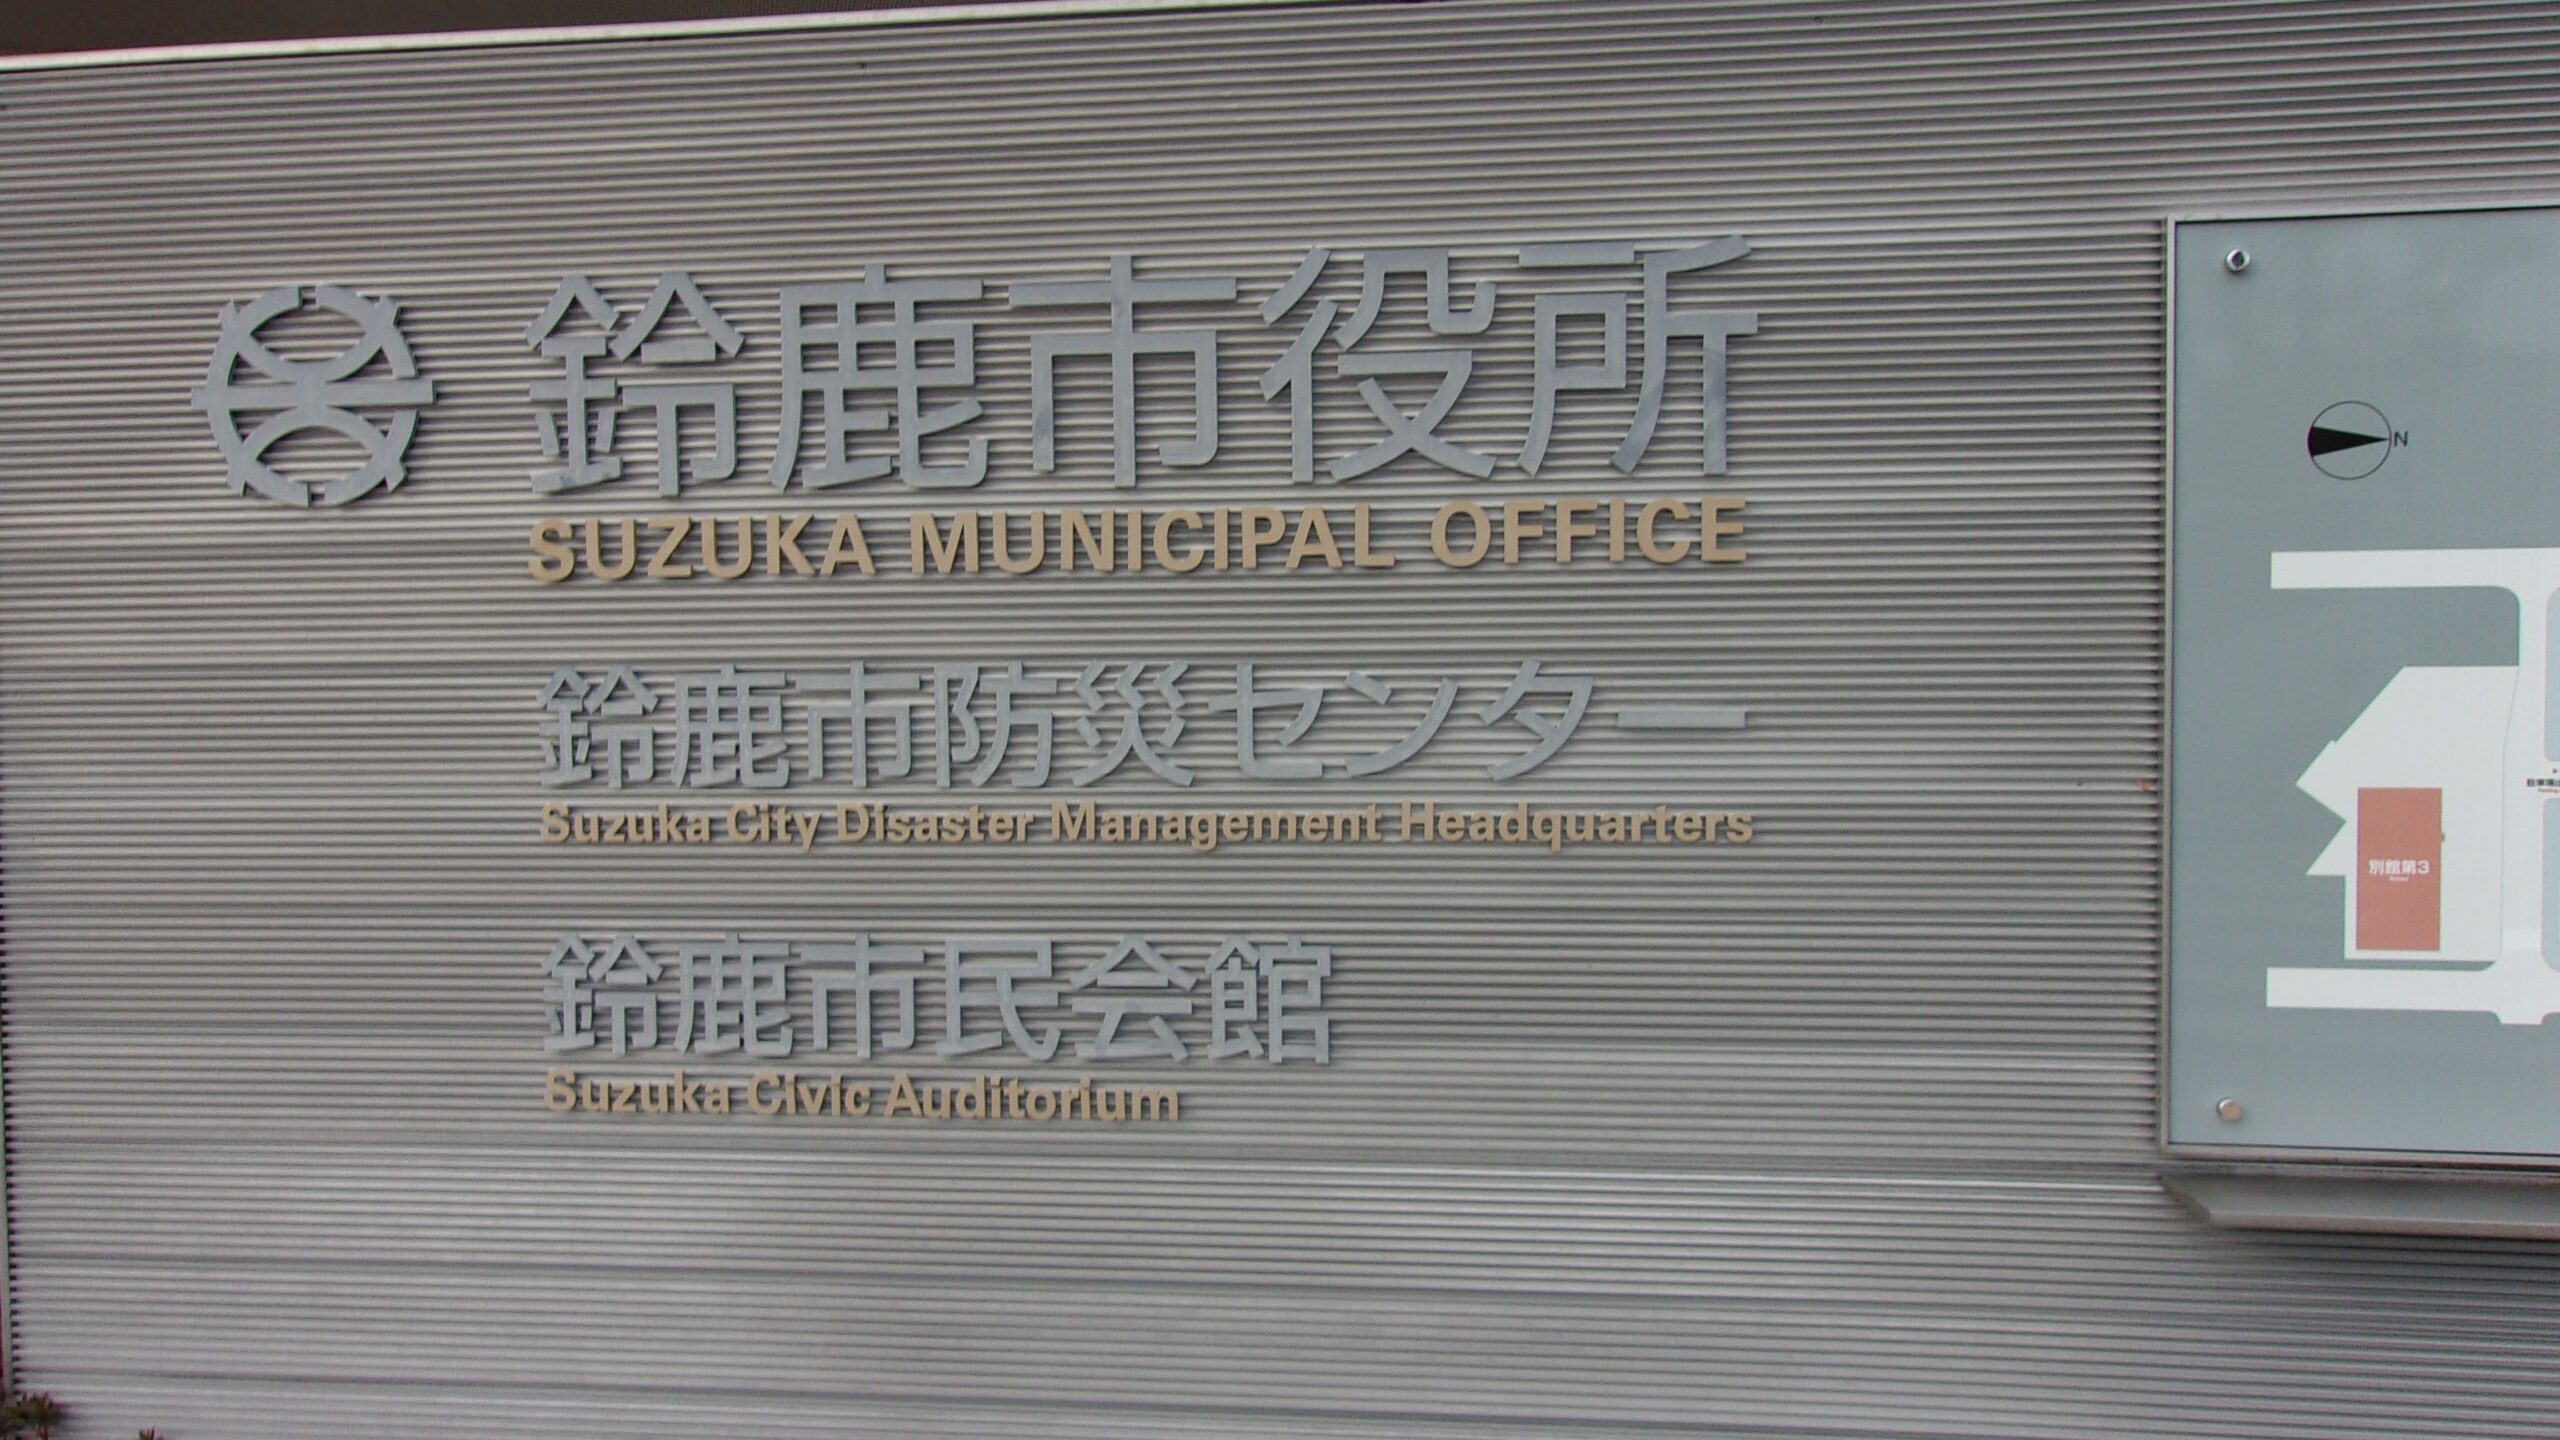 鈴鹿市役所
SUZUKA MUNICIPAL OFFICE
鈴鹿市防災センター
Suzuka City Disaster Management Headquarters
鈴鹿市民会館
Suzuka Civic Auditorium
N
別館第3